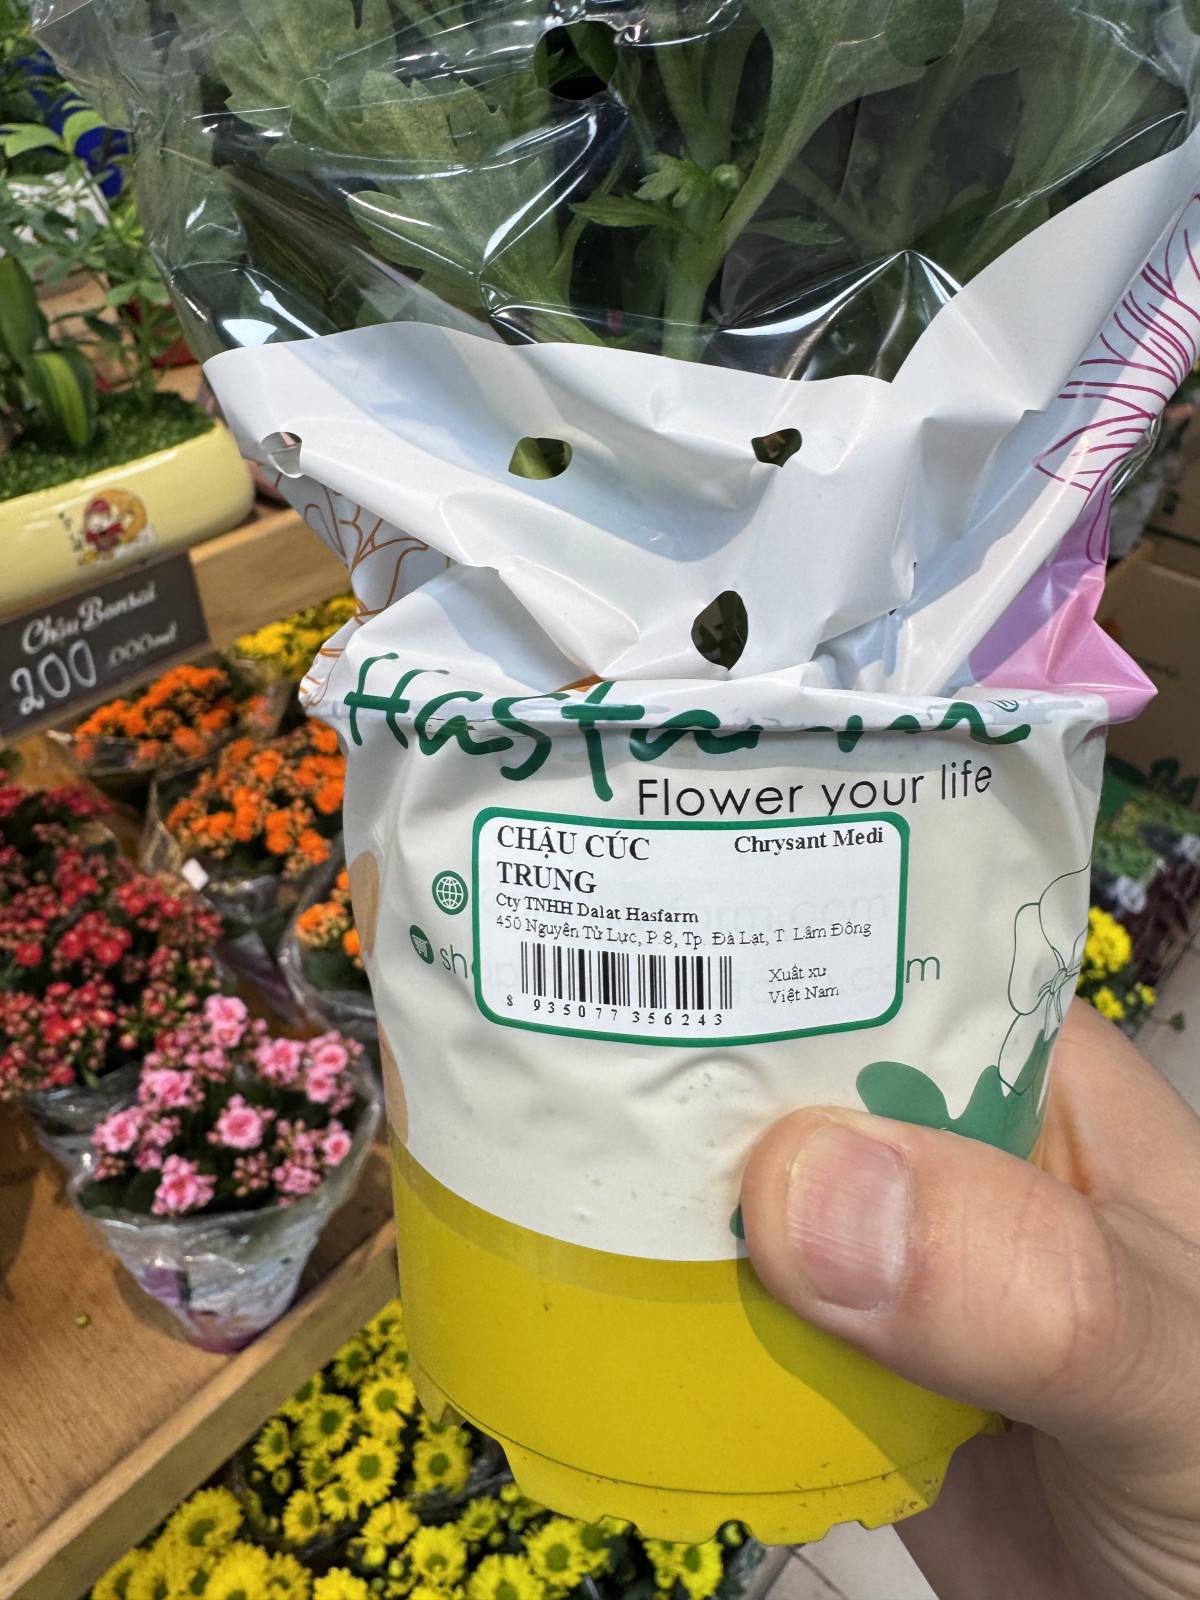 Chậu Bonsai
200.000vnđ
Hasfarm
Flower your life
CHẬU CÚC
TRUNG
Chrysant Medi
Cty TNHH Dalat Hasfarm
450 Nguyên Tử Lực, P.8, Tp. Đà Lạt, T. Lâm Đồng
Xuất xứ
Việt Nam
8 935077 356243